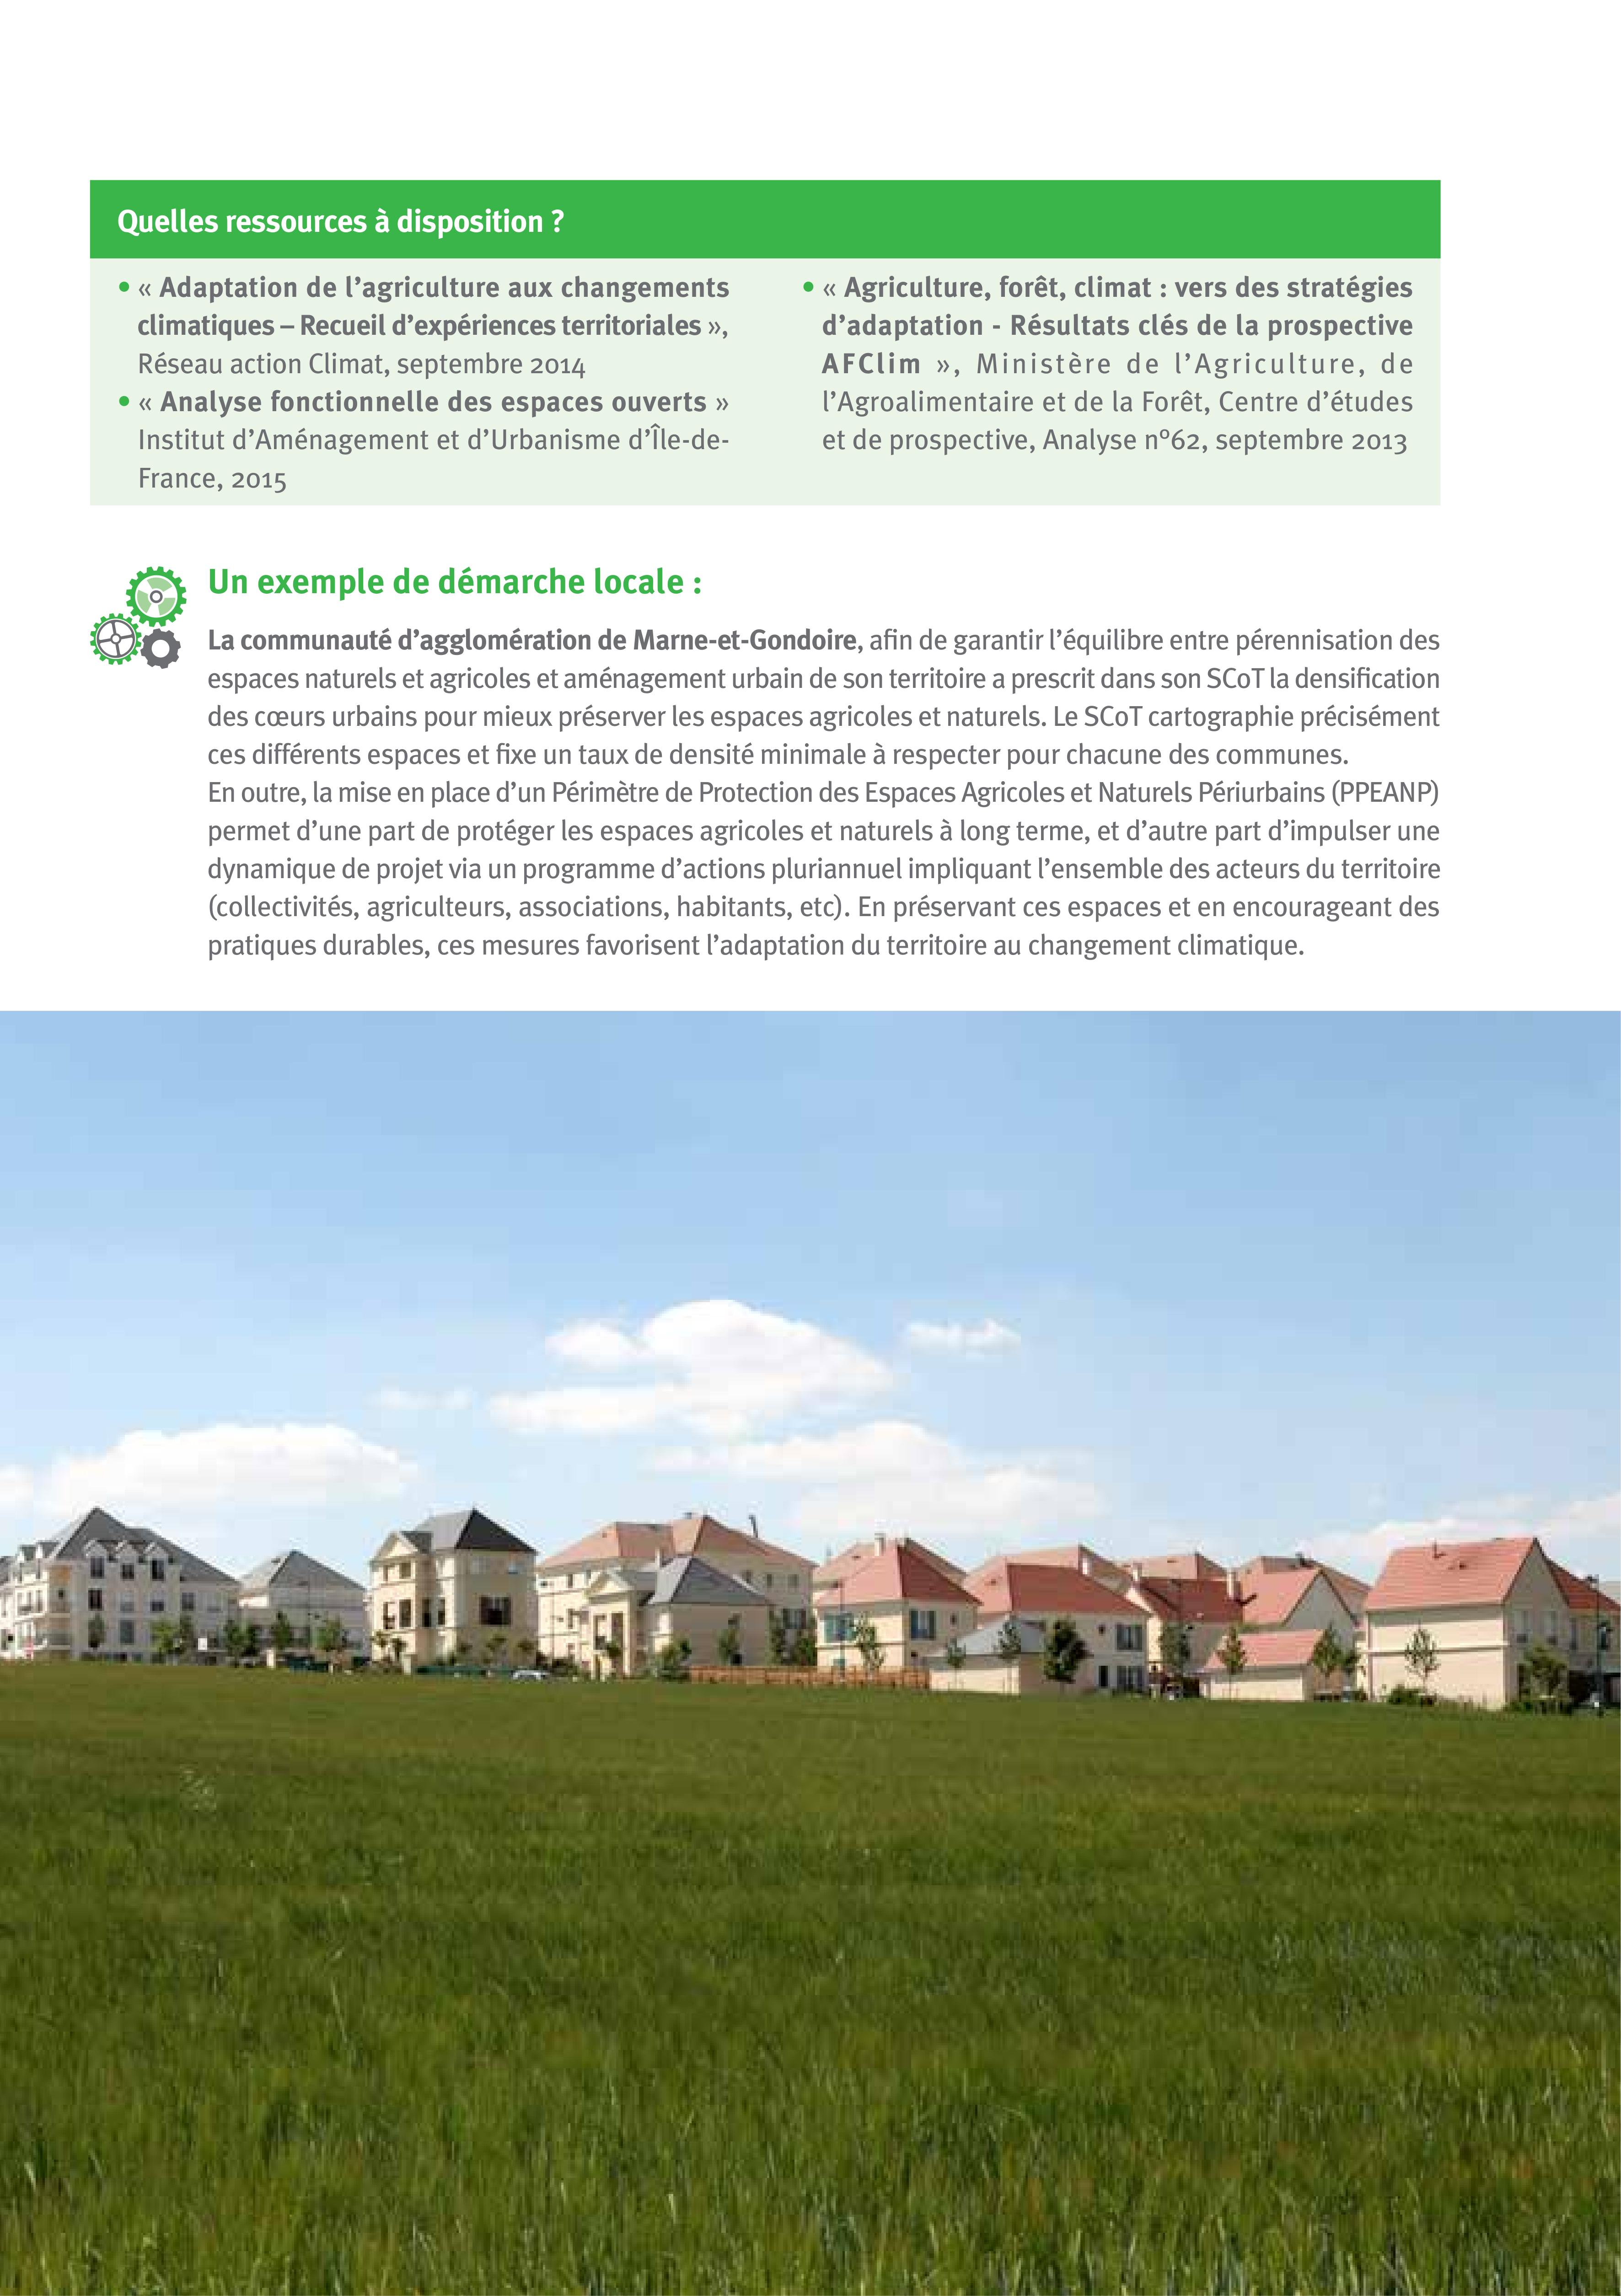 Quelles ressources à disposition ?
• « Adaptation de l’agriculture aux changements
climatiques – Recueil d’expériences territoriales »,
Réseau action Climat, septembre 2014
• « Analyse fonctionnelle des espaces ouverts »
Institut d’Aménagement et d’Urbanisme d’Île-de-
France, 2015
• « Agriculture, forêt, climat : vers des stratégies
d’adaptation - Résultats clés de la prospective
AFClim », Ministère de l’Agriculture, de
l’Agroalimentaire et de la Forêt, Centre d’études
et de prospective, Analyse n°62, septembre 2013
Un exemple de démarche locale :
La communauté d’agglomération de Marne-et-Gondoire, afin de garantir l’équilibre entre pérennisation des
espaces naturels et agricoles et aménagement urbain de son territoire a prescrit dans son SCoT la densification
des cœurs urbains pour mieux préserver les espaces agricoles et naturels. Le SCoT cartographie précisément
ces différents espaces et fixe un taux de densité minimale à respecter pour chacune des communes.
En outre, la mise en place d’un Périmètre de Protection des Espaces Agricoles et Naturels Périurbains (PPEANP)
permet d’une part de protéger les espaces agricoles et naturels à long terme, et d’autre part d’impulser une
dynamique de projet via un programme d’actions pluriannuel impliquant l’ensemble des acteurs du territoire
(collectivités, agriculteurs, associations, habitants, etc). En préservant ces espaces et en encourageant des
pratiques durables, ces mesures favorisent l’adaptation du territoire au changement climatique.